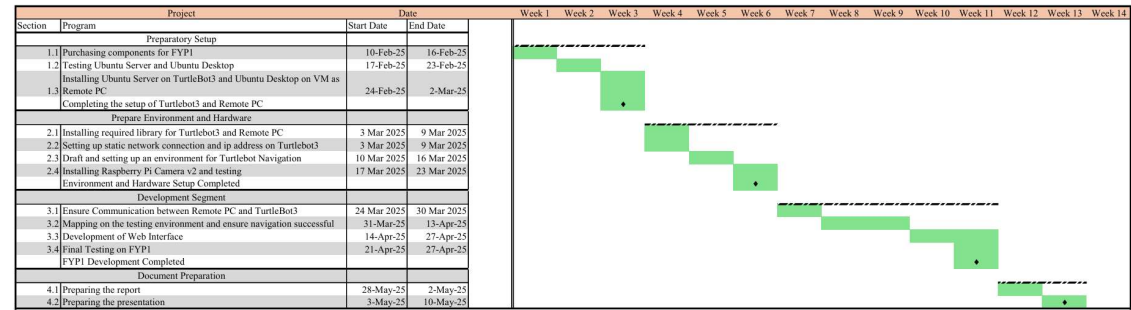 Project Date Week 1 Week 2 Week 3 Week 4 Week 5 Week 6 Week 7 Week 8 Week 9 Week 10 Week 11 Week 12 Week 13 Week 14
Section Program Start Date End Date
Preparatory Setup
1.1 Purchasing components for FYP1 10-Feb-25 16-Feb-25
1.2 Testing Ubuntu Server and Ubuntu Desktop 17-Feb-25 23-Feb-25
Installing Ubuntu Server on TurtleBot3 and Ubuntu Desktop on VM as
1.3 Remote PC 24-Feb-25 2-Mar-25
Completing the setup of Turtlebot3 and Remote PC
Prepare Environment and Hardware
2.1 Installing required library for Turtlebot3 and Remote PC 3 Mar 2025 9 Mar 2025
2.2 Setting up static network connection and ip address on Turtlebot3 3 Mar 2025 9 Mar 2025
2.3 Draft and setting up an environment for Turtlebot Navigation 10 Mar 2025 16 Mar 2025
2.4 Installing Raspberry Pi Camera v2 and testing 17 Mar 2025 23 Mar 2025
Environment and Hardware Setup Completed
Development Segment
3.1 Ensure Communication between Remote PC and TurtleBot3 24 Mar 2025 30 Mar 2025
3.2 Mapping on the testing environment and ensure navigation successful 31-Mar-25 13-Apr-25
3.3 Development of Web Interface 14-Apr-25 27-Apr-25
3.4 Final Testing on FYP1 21-Apr-25 27-Apr-25
FYP1 Development Completed
Document Preparation
4.1 Preparing the report 28-May-25 2-May-25
4.2 Preparing the presentation 3-May-25 10-May-25